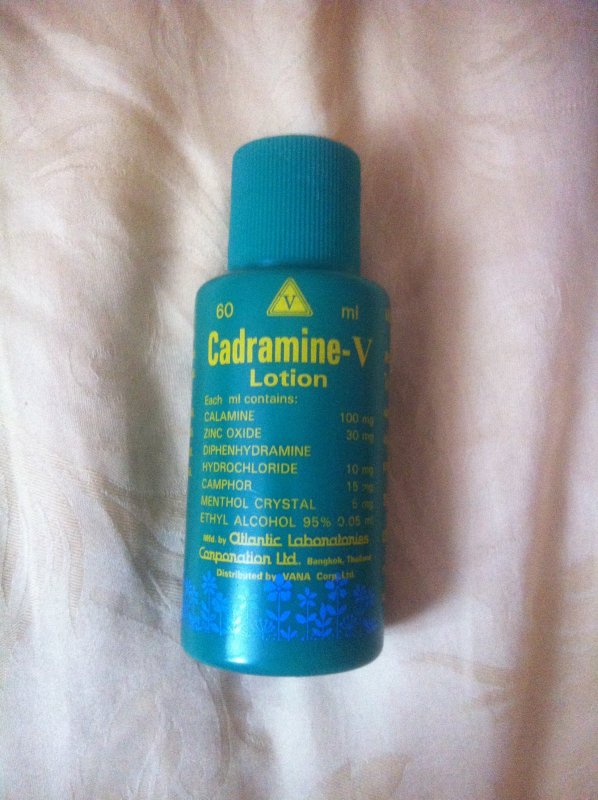 60 V ml
Cadramine-V
Lotion
Each ml contains:
CALAMINE 100 mg
ZINC OXIDE 30 mg
DIPHENHYDRAMINE
HYDROCHLORIDE 10 mg
CAMPHOR 15 mg
MENTHOL CRYSTAL 5 mg
ETHYL ALCOHOL 95% 0.05 ml
Mfd. by Atlantic Laboratories
Corporation Ltd. Bangkok, Thailand
Distributed by VANA Corp. Ltd.